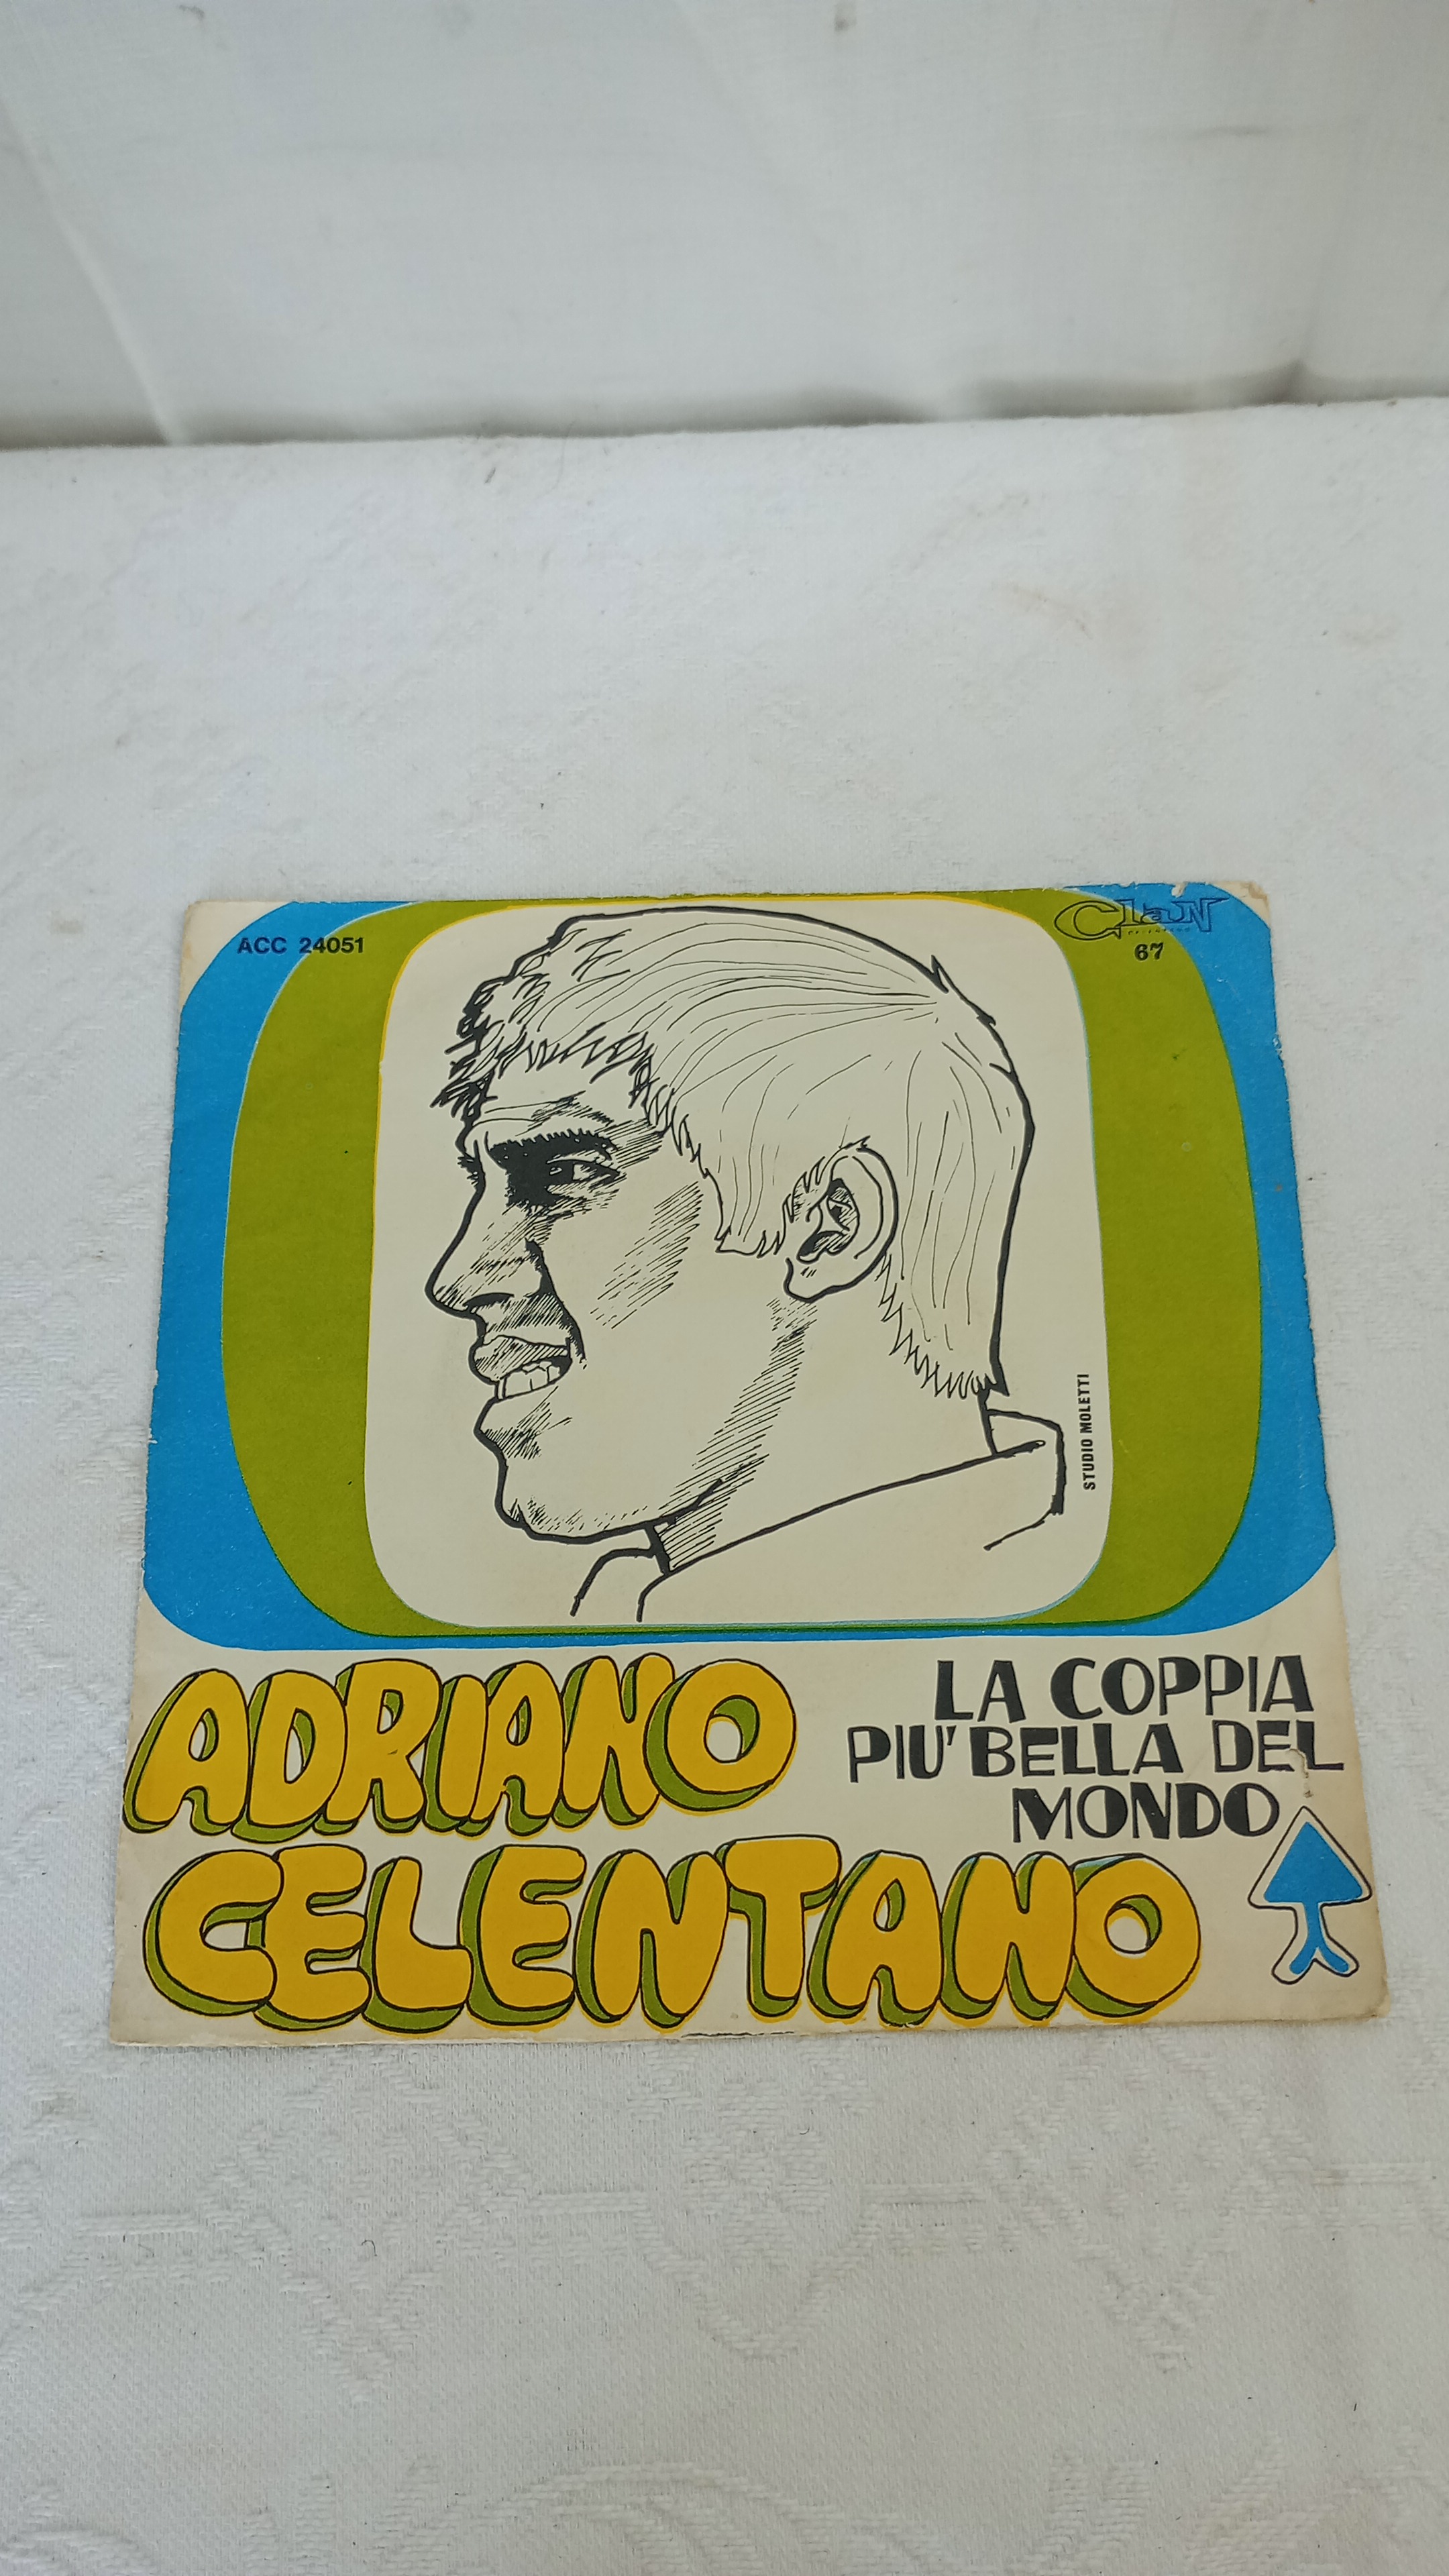 ACC 24051
Clan
67
STUDIO MOLETTI
ADRIANO
CELENTANO
LA COPPIA
PIU' BELLA DEL
MONDO